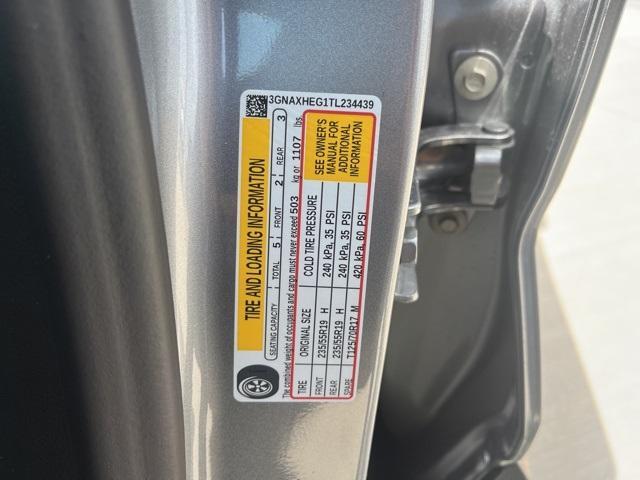 3GNAXHEG1TL234439
TIRE AND LOADING INFORMATION
SEATING CAPACITY TOTAL 5 FRONT 2 REAR 3
The combined weight of occupants and cargo must never exceed 503 kg or 1107 lbs.
TIRE ORIGINAL SIZE COLD TIRE PRESSURE
FRONT 235/55R19 H 240 kPa, 35 PSI
REAR 235/55R19 H 240 kPa, 35 PSI
SPARE T125/70R17 M 420 kPa, 60 PSI
SEE OWNER'S
MANUAL FOR
ADDITIONAL
INFORMATION